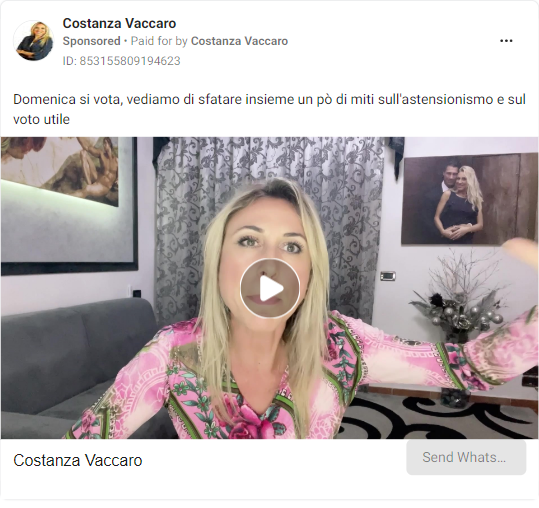 Costanza Vaccaro
Sponsored • Paid for by Costanza Vaccaro
ID: 853155809194623
Domenica si vota, vediamo di sfatare insieme un pò di miti sull'astensionismo e sul
voto utile
Costanza Vaccaro
Send Whats...